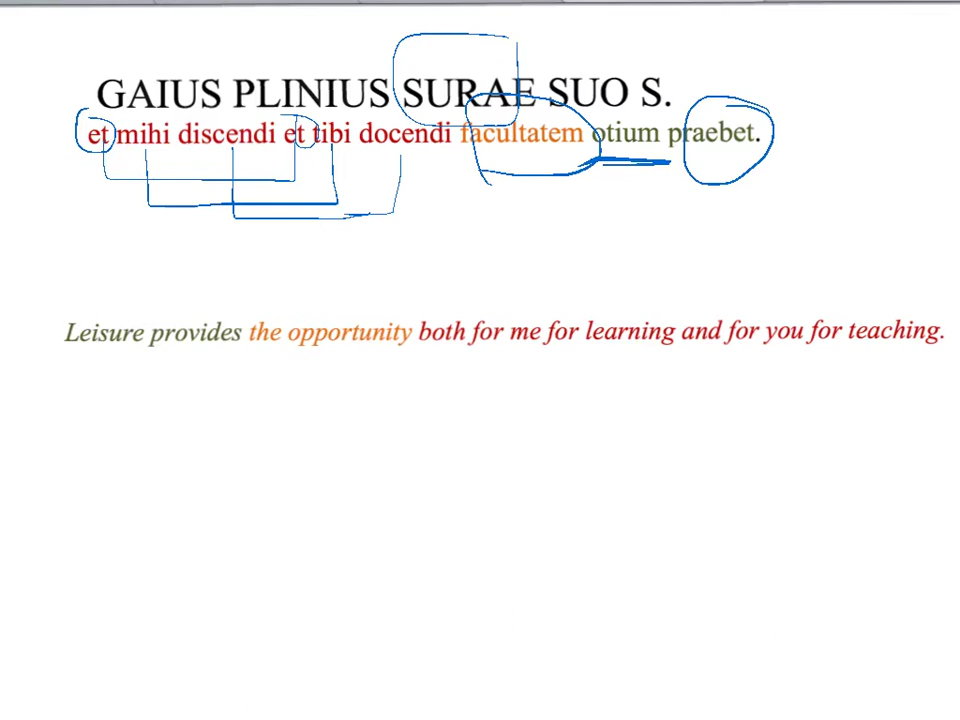 GAIUS PLINIUS SURAE SUO S.
et mihi discendi et tibi docendi facultatem otium praebet.
Leisure provides the opportunity both for me for learning and for you for teaching.